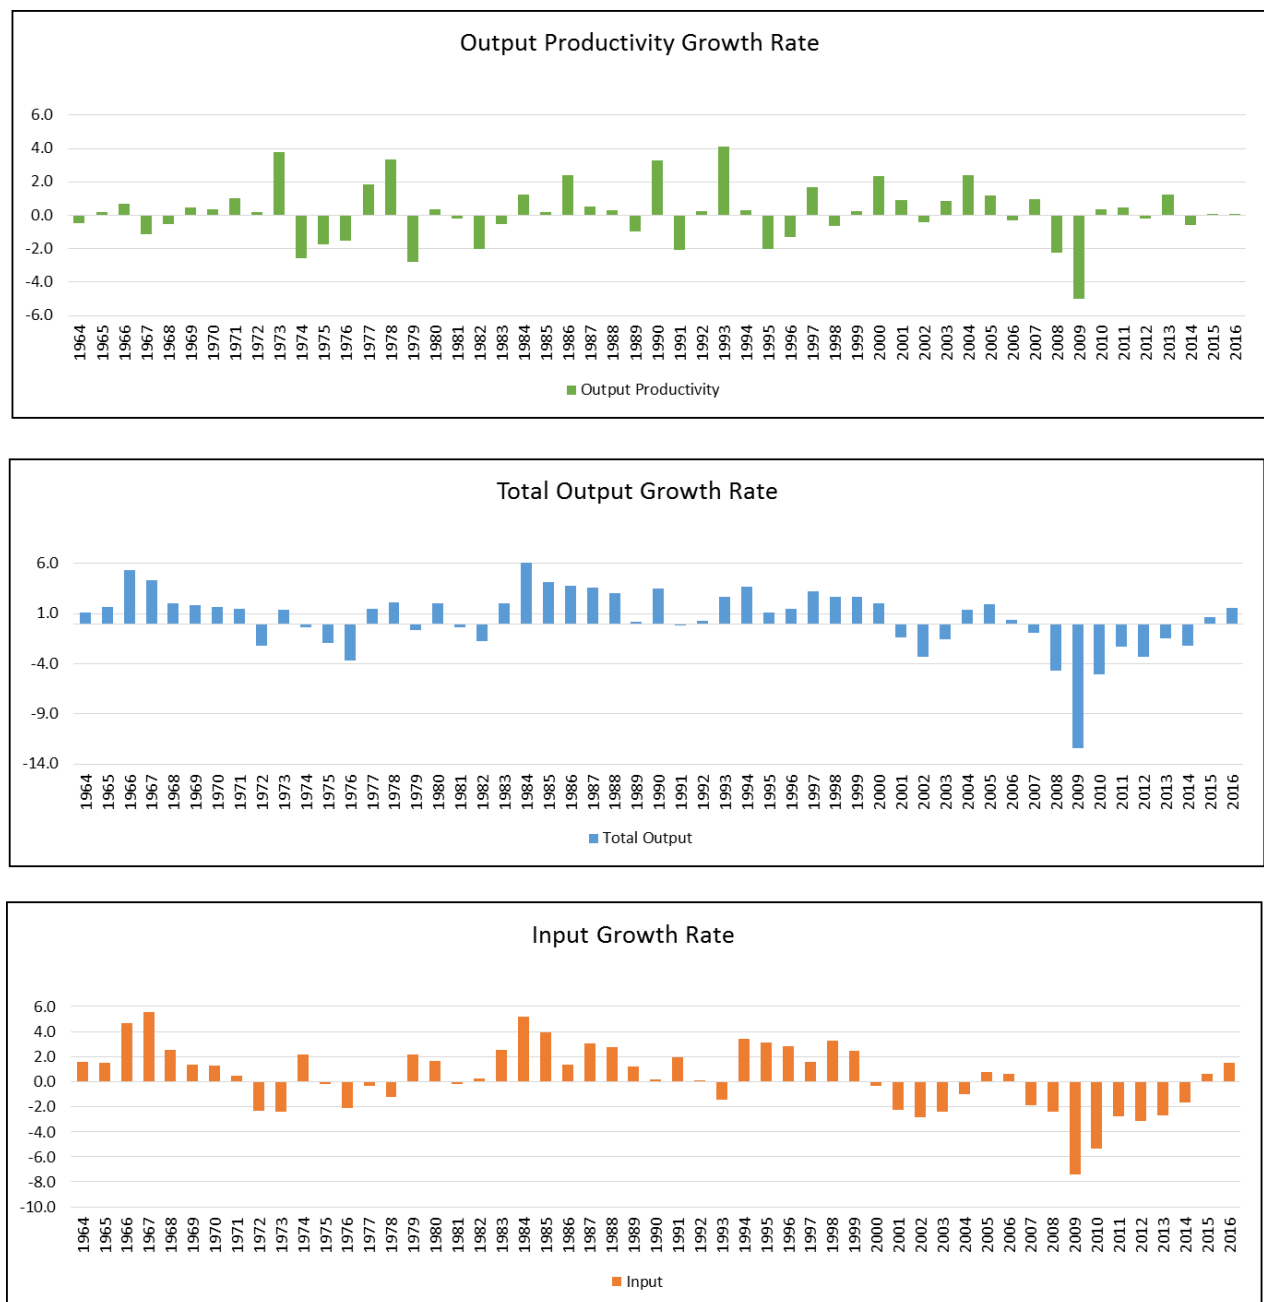 Output Productivity Growth Rate
6.0
4.0
2.0
0.0
-2.0
-4.0
-6.0
1964 1965 1966 1967 1968 1969 1970 1971 1972 1973 1974 1975 1976 1977 1978 1979 1980 1981 1982 1983 1984 1985 1986 1987 1988 1989 1990 1991 1992 1993 1994 1995 1996 1997 1998 1999 2000 2001 2002 2003 2004 2005 2006 2007 2008 2009 2010 2011 2012 2013 2014 2015 2016
Output Productivity
Total Output Growth Rate
6.0
1.0
-4.0
-9.0
-14.0
1964 1965 1966 1967 1968 1969 1970 1971 1972 1973 1974 1975 1976 1977 1978 1979 1980 1981 1982 1983 1984 1985 1986 1987 1988 1989 1990 1991 1992 1993 1994 1995 1996 1997 1998 1999 2000 2001 2002 2003 2004 2005 2006 2007 2008 2009 2010 2011 2012 2013 2014 2015 2016
Total Output
Input Growth Rate
6.0
4.0
2.0
0.0
-2.0
-4.0
-6.0
-8.0
-10.0
1964 1965 1966 1967 1968 1969 1970 1971 1972 1973 1974 1975 1976 1977 1978 1979 1980 1981 1982 1983 1984 1985 1986 1987 1988 1989 1990 1991 1992 1993 1994 1995 1996 1997 1998 1999 2000 2001 2002 2003 2004 2005 2006 2007 2008 2009 2010 2011 2012 2013 2014 2015 2016
Input